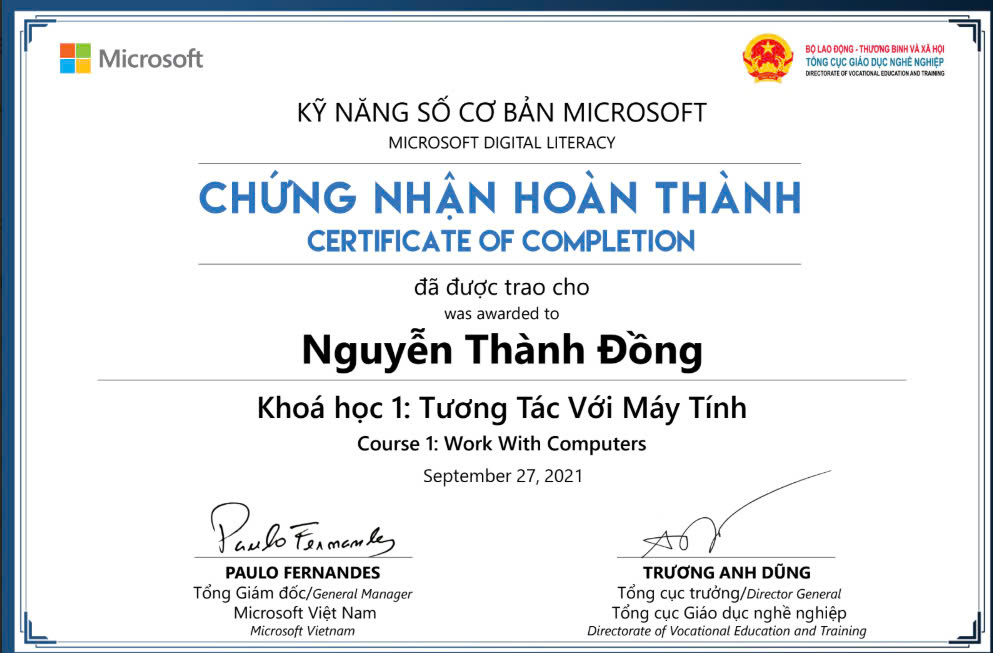 Microsoft
BỘ LAO ĐỘNG - THƯƠNG BINH VÀ XÃ HỘI
TỔNG CỤC GIÁO DỤC NGHỀ NGHIỆP
DIRECTORATE OF VOCATIONAL EDUCATION AND TRAINING
KỸ NĂNG SỐ CƠ BẢN MICROSOFT
MICROSOFT DIGITAL LITERACY
CHỨNG NHẬN HOÀN THÀNH
CERTIFICATE OF COMPLETION
đã được trao cho
was awarded to
Nguyễn Thành Đồng
Khoá học 1: Tương Tác Với Máy Tính
Course 1: Work With Computers
September 27, 2021
Paulo Fernandes
PAULO FERNANDES
Tổng Giám đốc/General Manager
Microsoft Việt Nam
Microsoft Vietnam
TRƯƠNG ANH DŨNG
Tổng cục trưởng/Director General
Tổng cục Giáo dục nghề nghiệp
Directorate of Vocational Education and Training